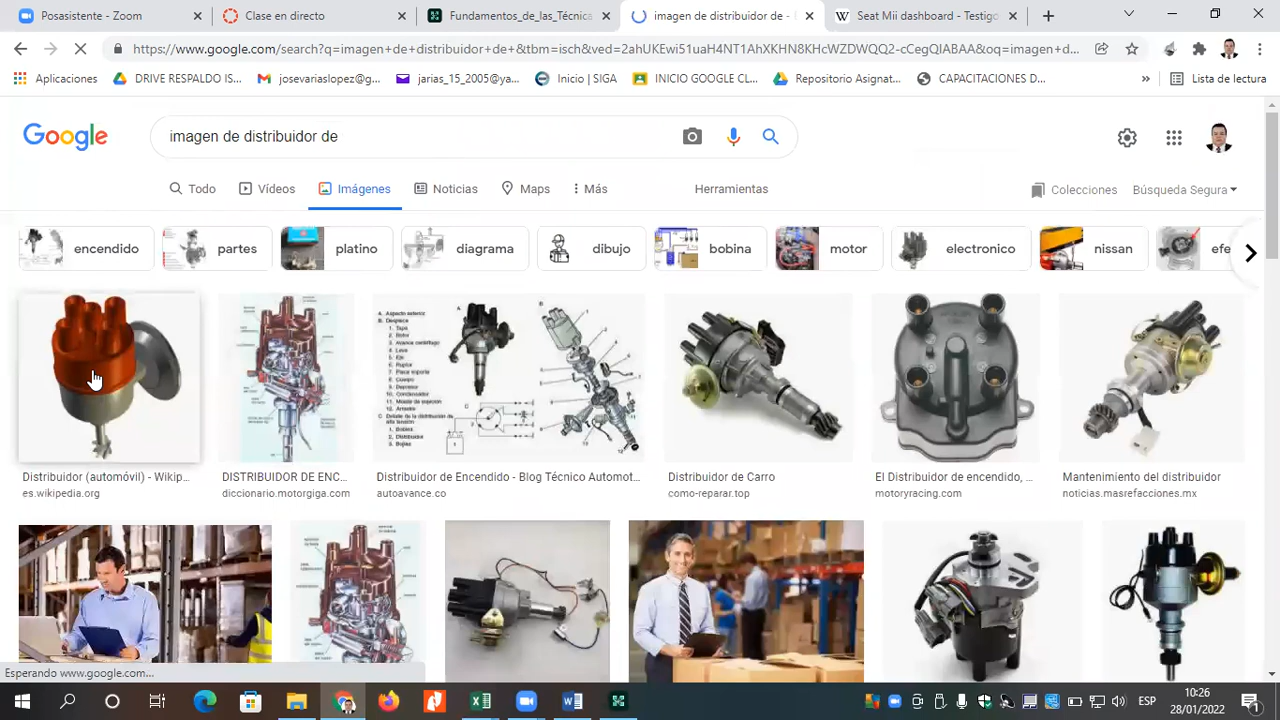 Posasistente - Zoom
Clase en directo
Fundamentos_de_las_Técnica
imagen de distribuidor de -
Seat Mii dashboard - Testigo
https://www.google.com/search?q=imagen+de+distribuidor+de+&tbm=isch&ved=2ahUKEwi51uaH4NT1AhXKHN8KHcWZDWQQ2-cCegQIABAA&oq=imagen+d...
Aplicaciones
DRIVE RESPALDO IS...
josevariaslopez@g...
jarias_15_2005@ya...
Inicio | SIGA
INICIO GOOGLE CL...
Repositorio Asignat...
CAPACITACIONES D...
»
Lista de lectura
Google
imagen de distribuidor de
Todo
Vídeos
Imágenes
Noticias
Maps
Más
Herramientas
Colecciones
Búsqueda Segura
encendido
partes
platino
diagrama
dibujo
bobina
motor
electronico
nissan
efe
Distribuidor (automóvil) - Wikip...
es.wikipedia.org
DISTRIBUIDOR DE ENC...
diccionario.motorgiga.com
Distribuidor de Encendido - Blog Técnico Automot...
autoavance.co
Distribuidor de Carro
como-reparar.top
El Distribuidor de encendido, ...
motoryracing.com
Mantenimiento del distribuidor
noticias.masrefacciones.mx
Esperando www.google.com...
ESP
10:26
28/01/2022